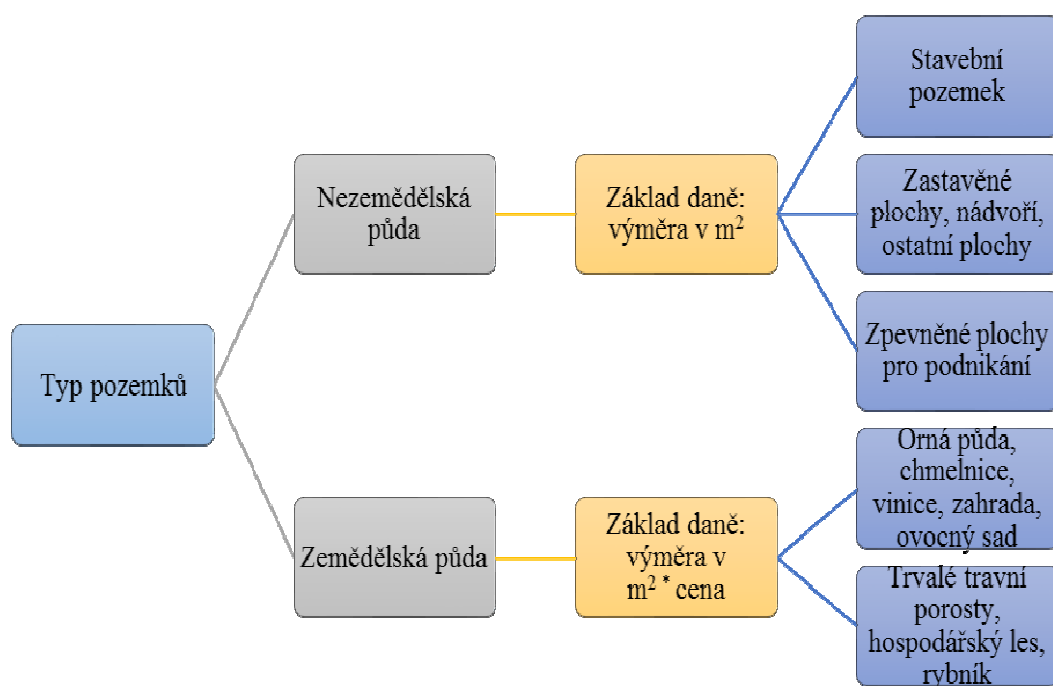 Typ pozemků
Nezemědělská
půda
Základ daně:
výměra v m²
Stavební
pozemek
Zastavěné
plochy, nádvoří,
ostatní plochy
Zpevněné plochy
pro podnikání
Zemědělská půda
Základ daně:
výměra v
m² * cena
Orná půda,
chmelnice,
vinice, zahrada,
ovocný sad
Trvalé travní
porosty,
hospodářský les,
rybník